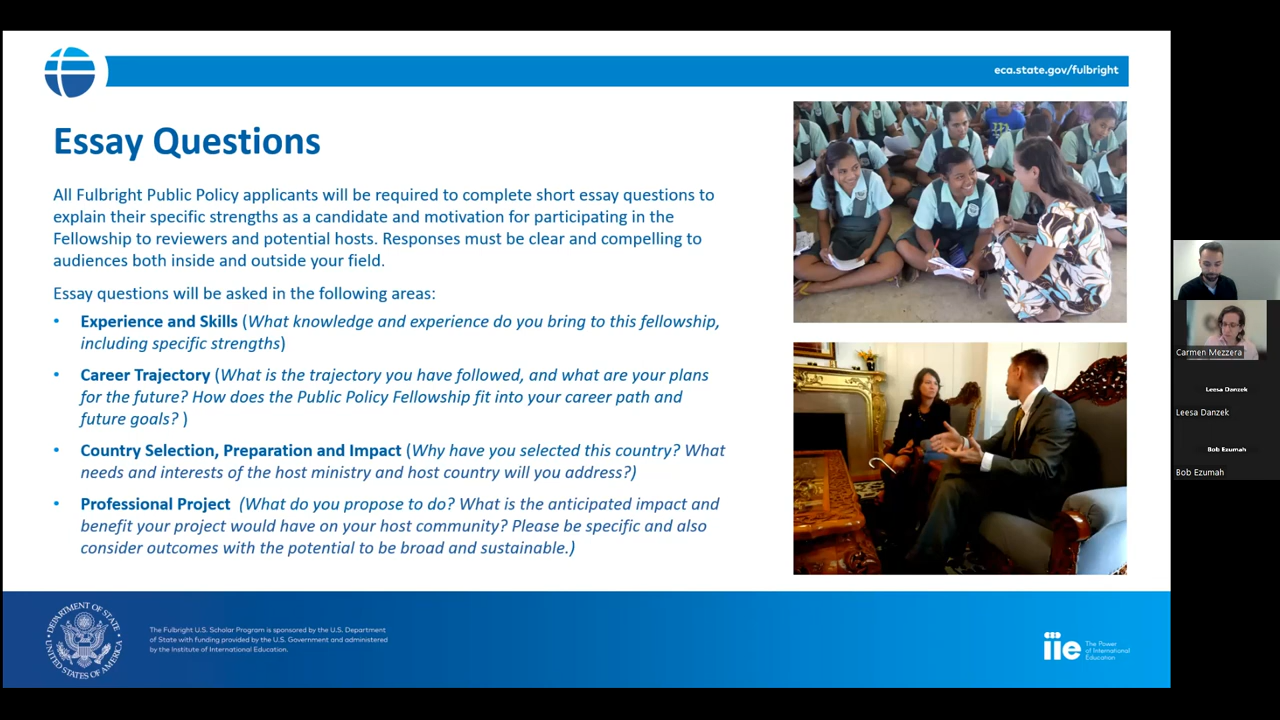 eca.state.gov/fulbright
Essay Questions
All Fulbright Public Policy applicants will be required to complete short essay questions to
explain their specific strengths as a candidate and motivation for participating in the
Fellowship to reviewers and potential hosts. Responses must be clear and compelling to
audiences both inside and outside your field.
Essay questions will be asked in the following areas:
• Experience and Skills (What knowledge and experience do you bring to this fellowship,
including specific strengths)
• Career Trajectory (What is the trajectory you have followed, and what are your plans
for the future? How does the Public Policy Fellowship fit into your career path and
future goals? )
• Country Selection, Preparation and Impact (Why have you selected this country? What
needs and interests of the host ministry and host country will you address?)
• Professional Project (What do you propose to do? What is the anticipated impact and
benefit your project would have on your host community? Please be specific and also
consider outcomes with the potential to be broad and sustainable.)
Carmen Mezzera
Leesa Danzek
Leesa Danzek
Bob Ezumah
Bob Ezumah
DEPARTMENT OF STATE
UNITED STATES OF AMERICA
The Fulbright U.S. Scholar Program is sponsored by the U.S. Department
of State with funding provided by the U.S. Government and administered
by the Institute of International Education.
iie
The Power
of International
Education